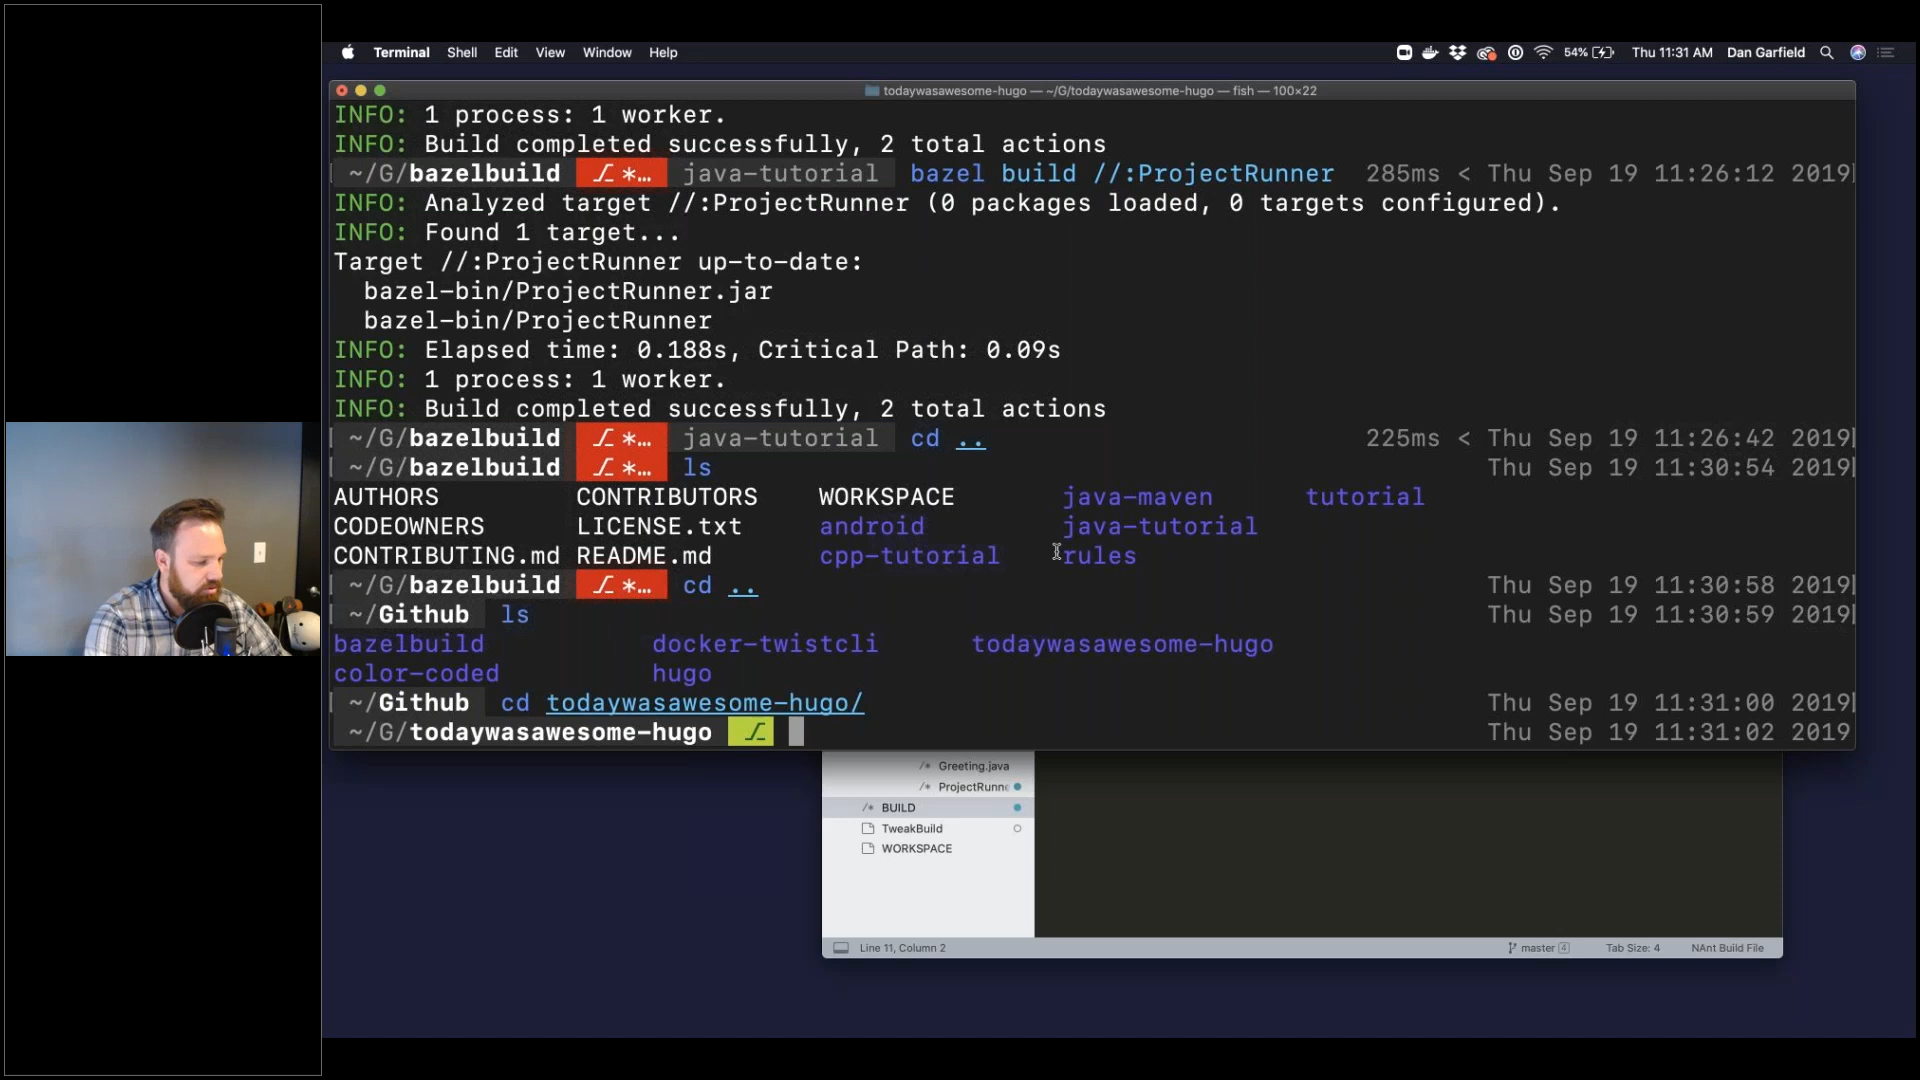 Terminal Shell Edit View Window Help 54% Thu 11:31 AM Dan Garfield
todaywasawesome-hugo — ~/G/todaywasawesome-hugo — fish — 100×22
INFO: 1 process: 1 worker.
INFO: Build completed successfully, 2 total actions
~/G/bazelbuild ⎇ *… java-tutorial bazel build //:ProjectRunner 285ms < Thu Sep 19 11:26:12 2019
INFO: Analyzed target //:ProjectRunner (0 packages loaded, 0 targets configured).
INFO: Found 1 target...
Target //:ProjectRunner up-to-date:
bazel-bin/ProjectRunner.jar
bazel-bin/ProjectRunner
INFO: Elapsed time: 0.188s, Critical Path: 0.09s
INFO: 1 process: 1 worker.
INFO: Build completed successfully, 2 total actions
~/G/bazelbuild ⎇ *… java-tutorial cd .. 225ms < Thu Sep 19 11:26:42 2019
~/G/bazelbuild ⎇ *… ls Thu Sep 19 11:30:54 2019
AUTHORS CONTRIBUTORS WORKSPACE java-maven tutorial
CODEOWNERS LICENSE.txt android java-tutorial
CONTRIBUTING.md README.md cpp-tutorial rules
~/G/bazelbuild ⎇ *… cd .. Thu Sep 19 11:30:58 2019
~/Github ls Thu Sep 19 11:30:59 2019
bazelbuild docker-twistcli todaywasawesome-hugo
color-coded hugo
~/Github cd todaywasawesome-hugo/ Thu Sep 19 11:31:00 2019
~/G/todaywasawesome-hugo ⎇ Thu Sep 19 11:31:02 2019
/* Greeting.java
/* ProjectRunn
/* BUILD
TweakBuild
WORKSPACE
Line 11, Column 2 master 4 Tab Size: 4 NAnt Build File